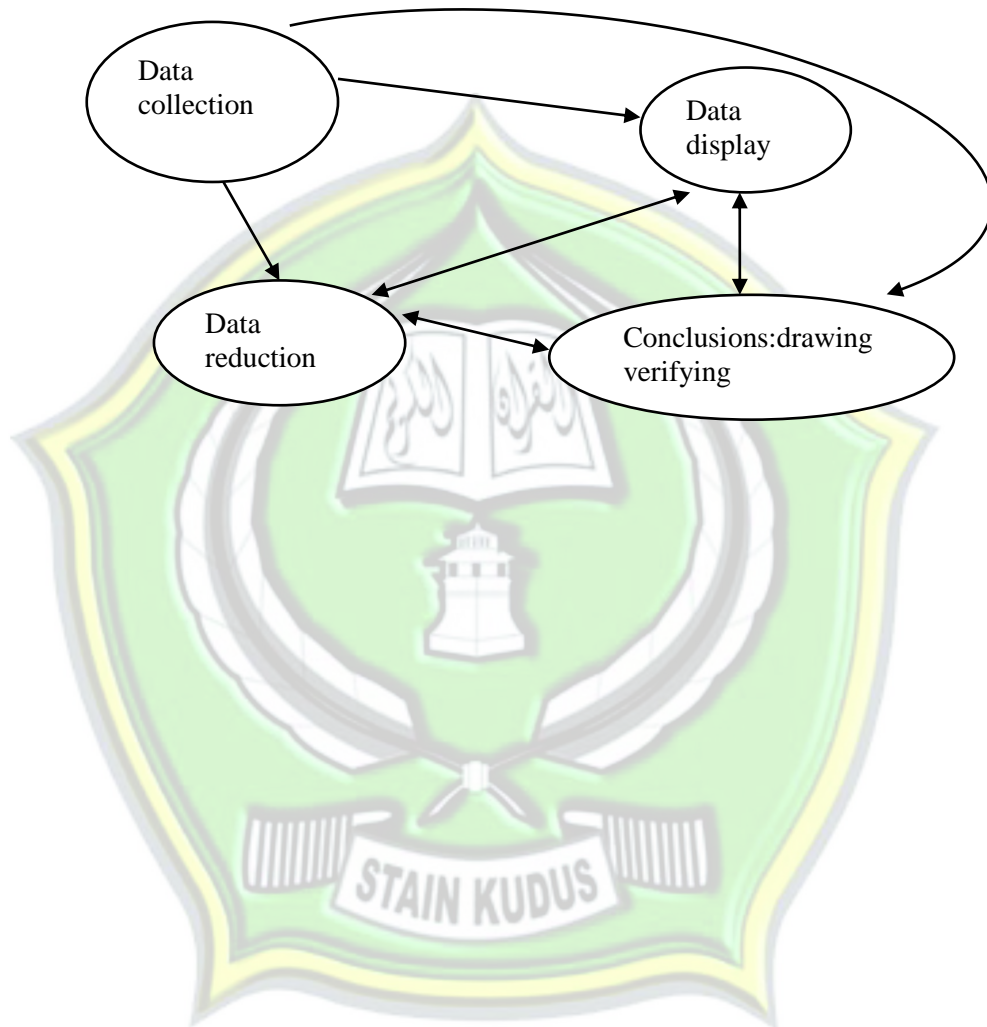 Data
collection
Data
display
Data
reduction
Conclusions:drawing
verifying
STAIN KUDUS